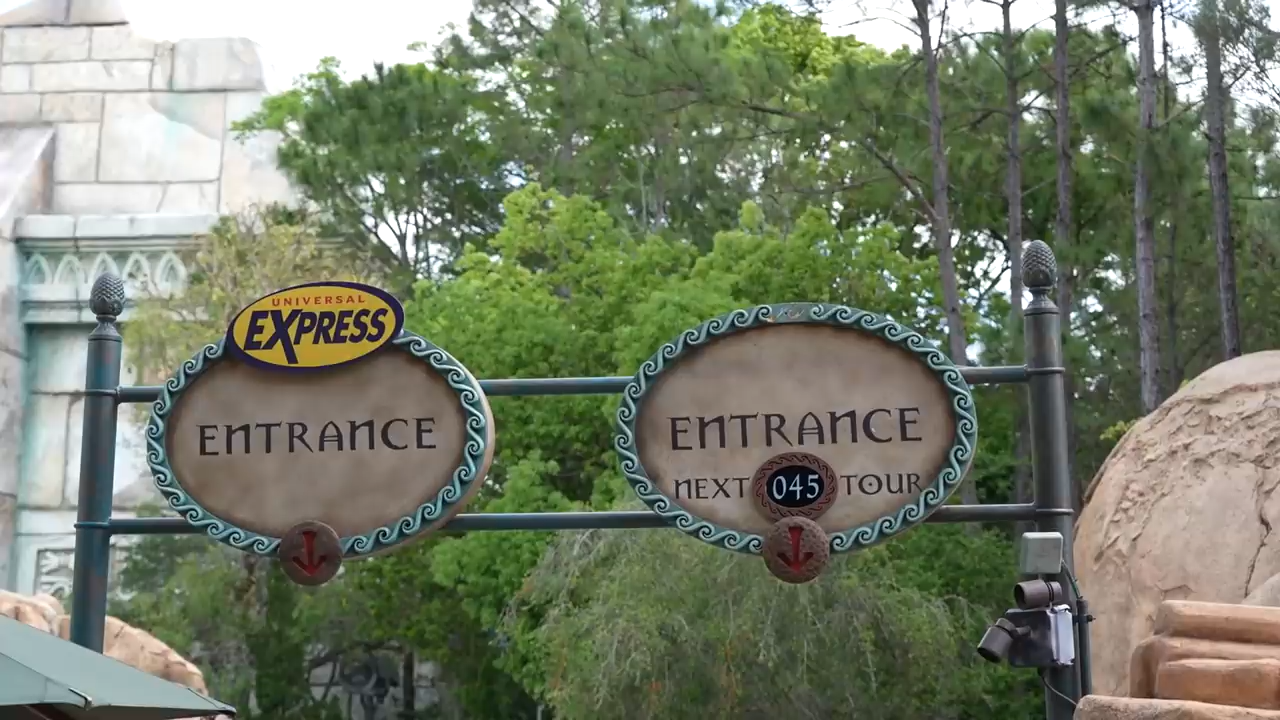 UNIVERSAL
EXPRESS
ENTRANCE
ENTRANCE
NEXT 045 TOUR